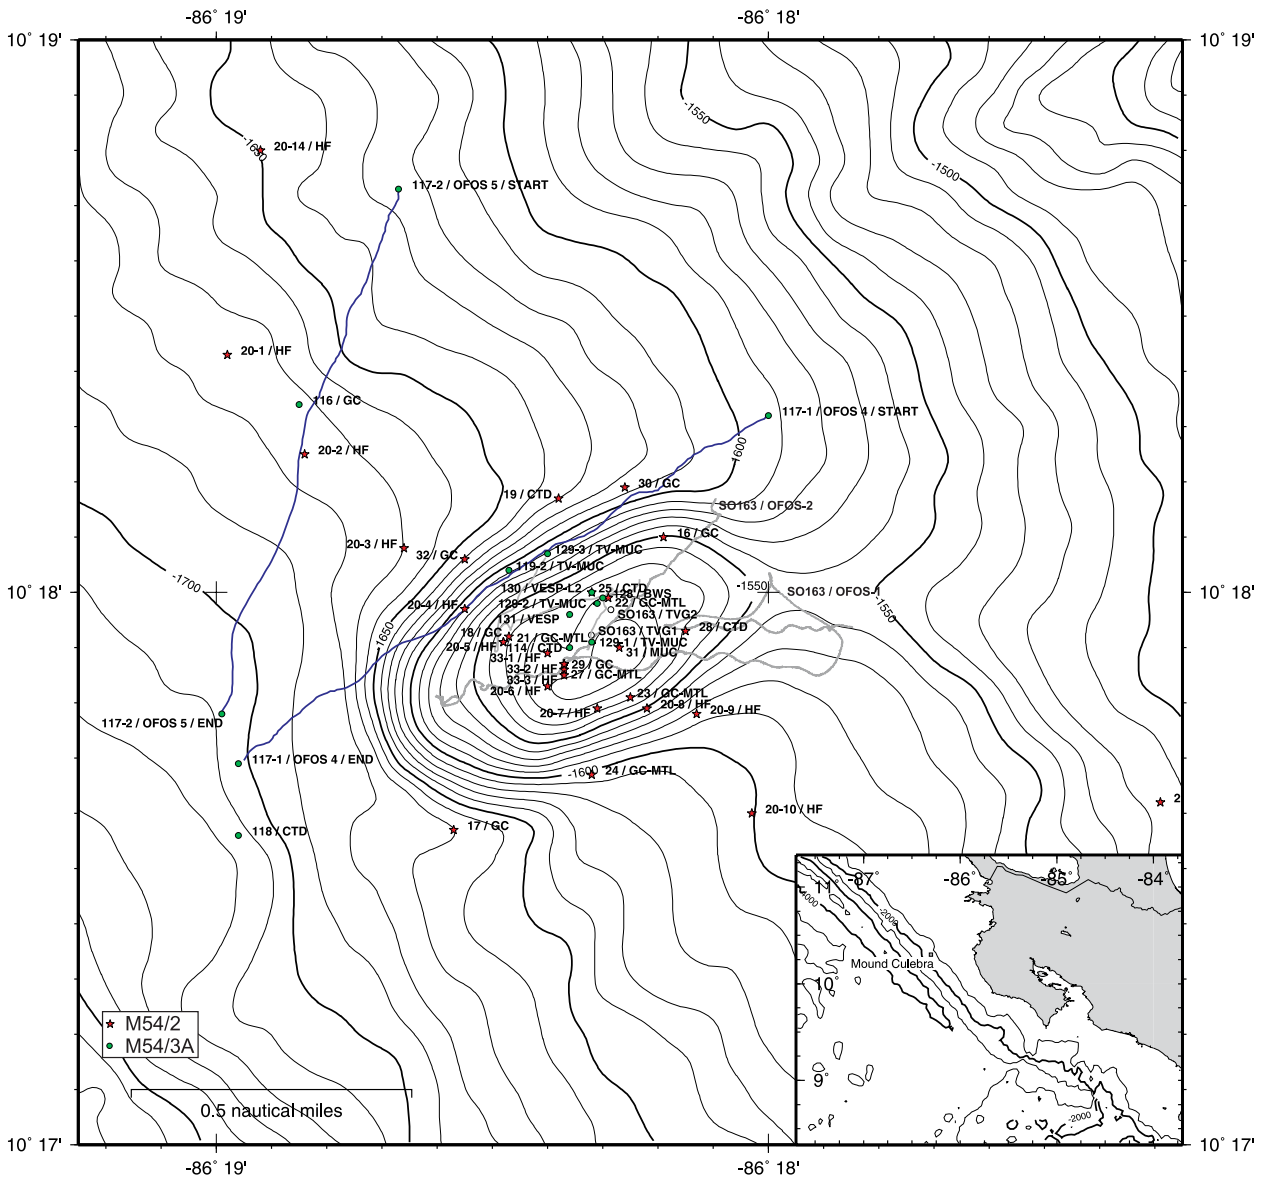 -86° 19'
-86° 18'
10° 19'
10° 19'
-1650
20-14 / HF
-1550
117-2 / OFOS 5 / START
-1500
20-1 / HF
116 / GC
117-1 / OFOS 4 / START
20-2 / HF
1600
30 / GC
19 / CTD
SO163 / OFOS-2
16 / GC
20-3 / HF
32 / GC
129-3 / TV-MUC
119-2 / TV-MUC
-1700
10° 18'
10° 18'
130 / VESP-L2
25 / CTD
128 / BWS
-1550
SO163 / OFOS-1
-1550
20-4 / HF
129-2 / TV-MUC
22 / GC-MTL
SO163 / TVG2
131 / VESP
1650
18 / GC
21 / GC-MTL
SO163 / TVG1
28 / CTD
20-5 / HF
114 / CTD
129-1 / TV-MUC
31 / MUC
33-1 / HF
29 / GC
33-2 / HF
27 / GC-MTL
33-3 / HF
20-6 / HF
23 / GC-MTL
20-7 / HF
20-8 / HF
20-9 / HF
117-2 / OFOS 5 / END
117-1 / OFOS 4 / END
-1600
24 / GC-MTL
2
20-10 / HF
118 / CTD
17 / GC
-87°
-86°
-85°
-84°
11°
-4000
-2000
Mound Culebra
10°
9°
-2000
M54/2
M54/3A
0.5 nautical miles
10° 17'
10° 17'
-86° 19'
-86° 18'